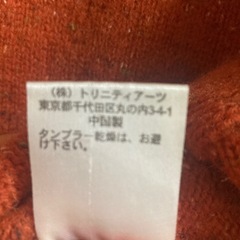 （株）トリニティアーツ
東京都千代田区丸の内3-4-1
中国製
タンブラー乾燥は、お避
け下さい。